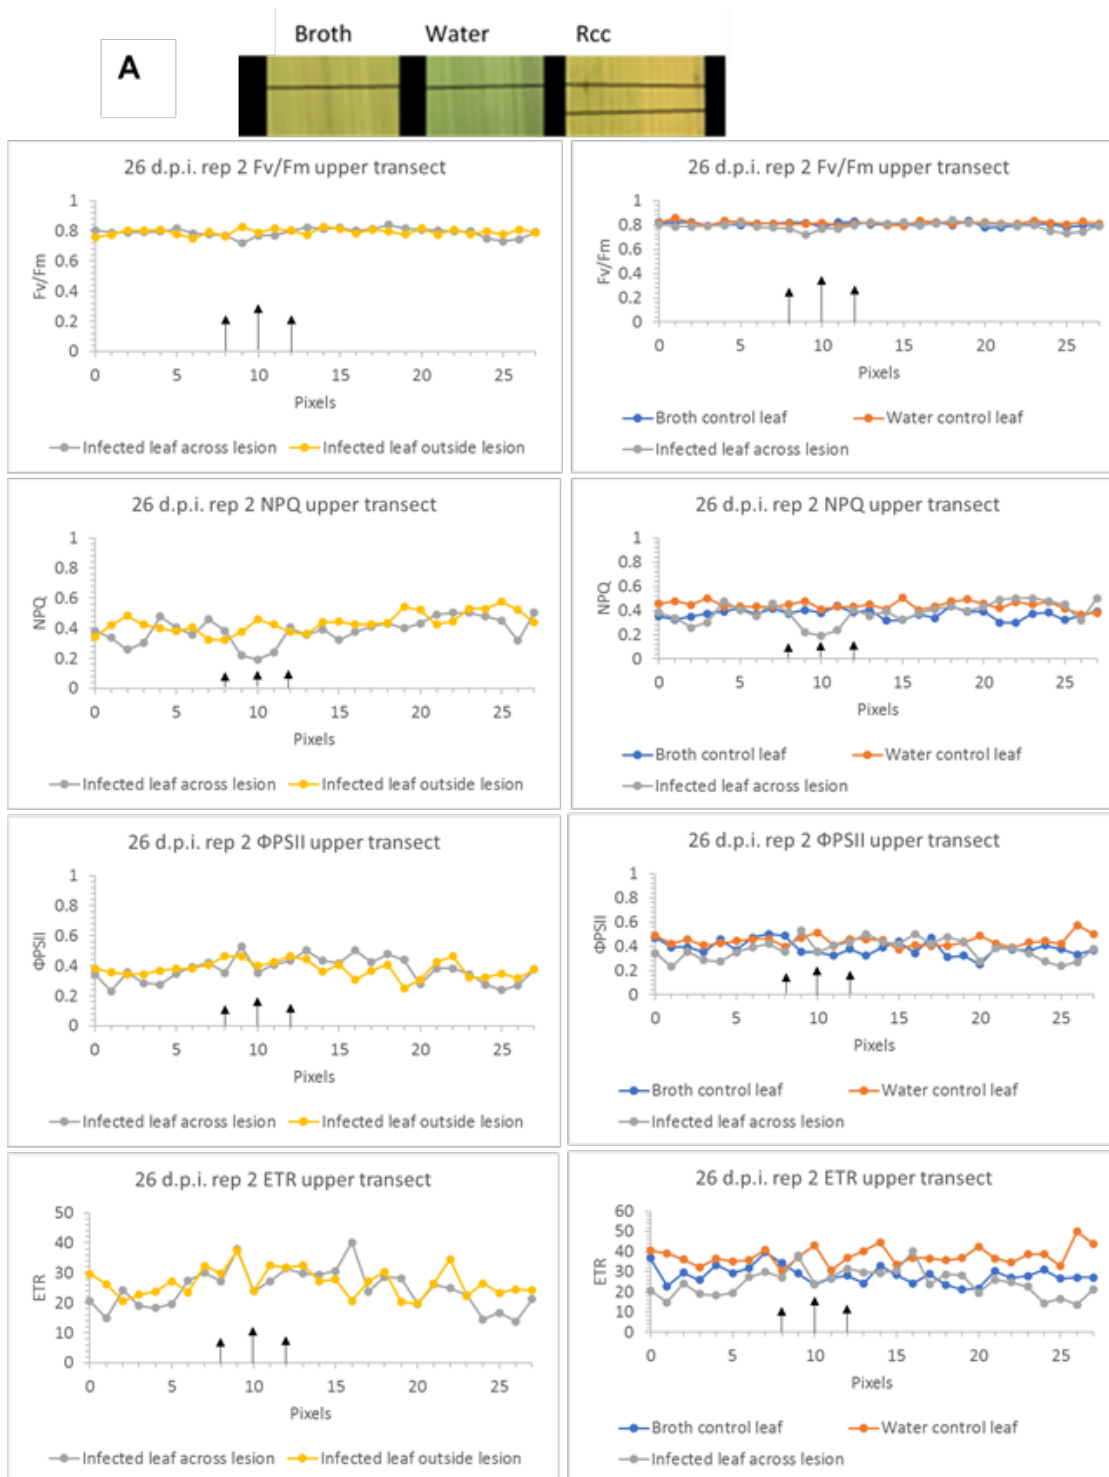 Broth Water Rcc
A
26 d.p.i. rep 2 Fv/Fm upper transect
1
0.8
0.6
0.4
0.2
0
Fv/Fm
0 5 10 15 20 25
Pixels
Infected leaf across lesion Infected leaf outside lesion
26 d.p.i. rep 2 Fv/Fm upper transect
1
0.8
0.6
0.4
0.2
0
Fv/Fm
0 5 10 15 20 25
Pixels
Broth control leaf Water control leaf
Infected leaf across lesion
26 d.p.i. rep 2 NPQ upper transect
1
0.8
0.6
0.4
0.2
0
NPQ
0 5 10 15 20 25
Pixels
Infected leaf across lesion Infected leaf outside lesion
26 d.p.i. rep 2 NPQ upper transect
1
0.8
0.6
0.4
0.2
0
NPQ
0 5 10 15 20 25
Pixels
Broth control leaf Water control leaf
Infected leaf across lesion
26 d.p.i. rep 2 ΦPSII upper transect
1
0.8
0.6
0.4
0.2
0
ΦPSII
0 5 10 15 20 25
Pixels
Infected leaf across lesion Infected leaf outside lesion
26 d.p.i. rep 2 ΦPSII upper transect
1
0.8
0.6
0.4
0.2
0
ΦPSII
0 5 10 15 20 25
Pixels
Broth control leaf Water control leaf
Infected leaf across lesion
26 d.p.i. rep 2 ETR upper transect
50
40
30
20
10
0
ETR
0 5 10 15 20 25
Pixels
Infected leaf across lesion Infected leaf outside lesion
26 d.p.i. rep 2 ETR upper transect
60
50
40
30
20
10
0
ETR
0 5 10 15 20 25
Pixels
Broth control leaf Water control leaf
Infected leaf across lesion